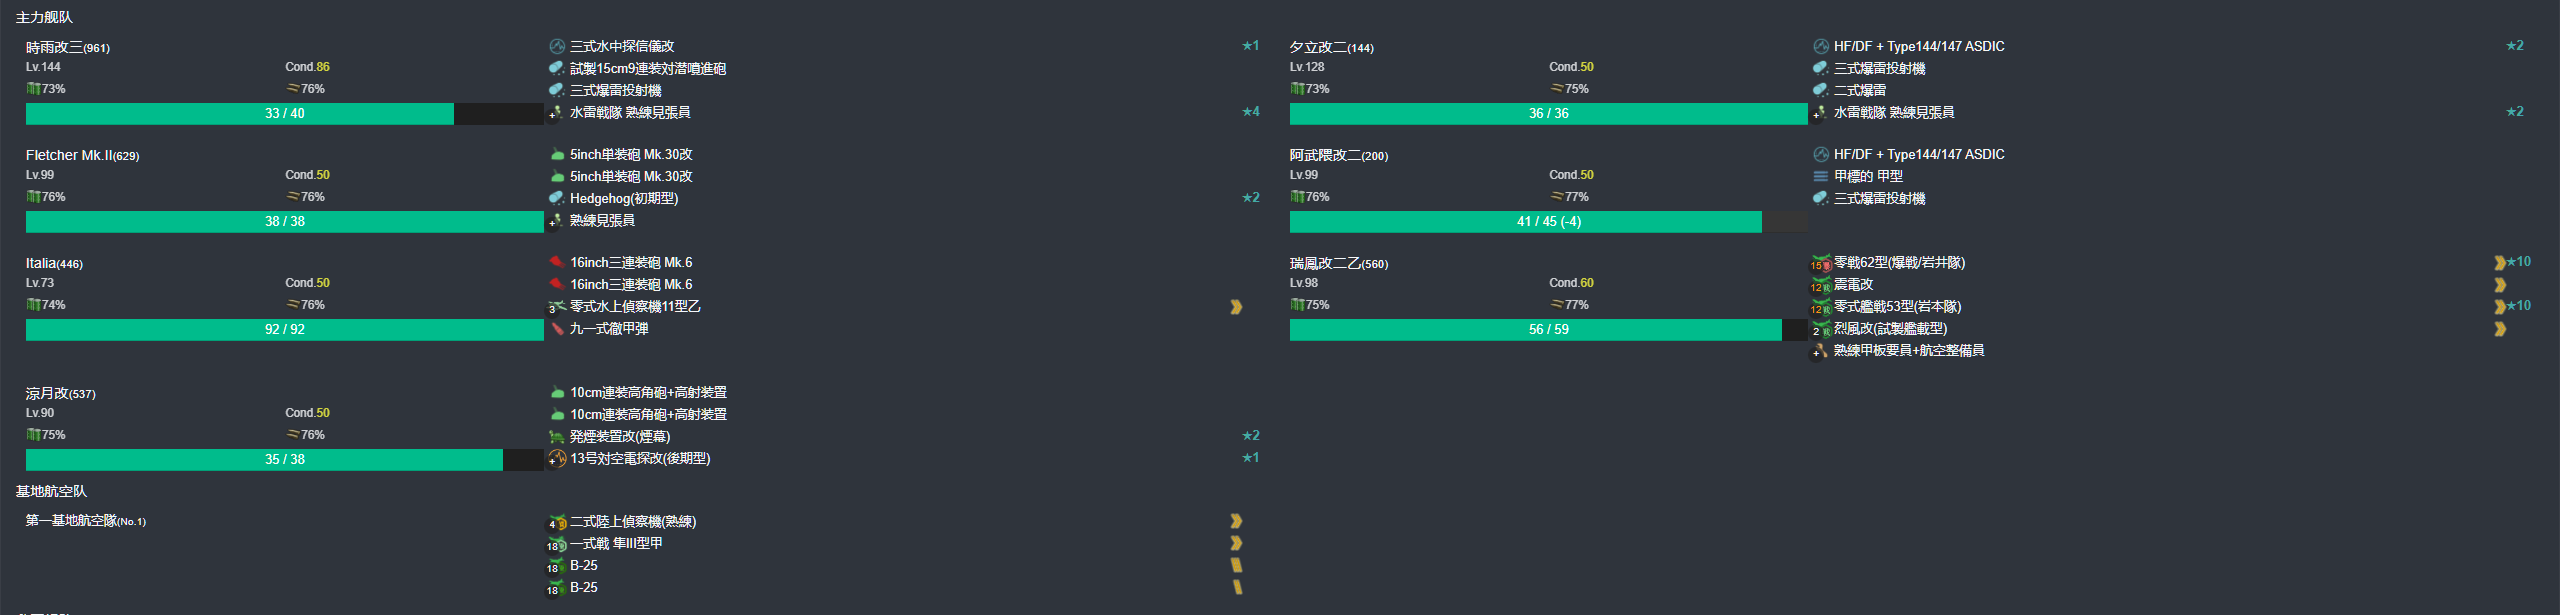 主力舰队
時雨改三(961)
Lv.144 Cond.86
73% 76%
33 / 40
三式水中探信儀改 ★1
試製15cm9連装対潜噴進砲
三式爆雷投射機
水雷戦隊 熟練見張員 ★4
夕立改二(144)
Lv.128 Cond.50
73% 75%
36 / 36
HF/DF + Type144/147 ASDIC ★2
三式爆雷投射機
二式爆雷
水雷戦隊 熟練見張員 ★2
Fletcher Mk.II(629)
Lv.99 Cond.50
76% 76%
38 / 38
5inch単装砲 Mk.30改
5inch単装砲 Mk.30改
Hedgehog(初期型) ★2
熟練見張員
阿武隈改二(200)
Lv.99 Cond.50
76% 77%
41 / 45 (-4)
HF/DF + Type144/147 ASDIC
甲標的 甲型
三式爆雷投射機
Italia(446)
Lv.73 Cond.50
74% 76%
92 / 92
16inch三連装砲 Mk.6
16inch三連装砲 Mk.6
3 零式水上偵察機11型乙
九一式徹甲弾
瑞鳳改二乙(560)
Lv.98 Cond.60
75% 77%
56 / 59
15 零戦62型(爆戦/岩井隊) ★10
12 震電改
12 零式艦戦53型(岩本隊) ★10
2 烈風改(試製艦載型)
熟練甲板要員+航空整備員
涼月改(537)
Lv.90 Cond.50
75% 76%
35 / 38
10cm連装高角砲+高射装置
10cm連装高角砲+高射装置
発煙装置改(煙幕) ★2
13号対空電探改(後期型) ★1
基地航空队
第一基地航空隊(No.1)
4 二式陸上偵察機(熟練)
18 一式戦 隼III型甲
18 B-25
18 B-25